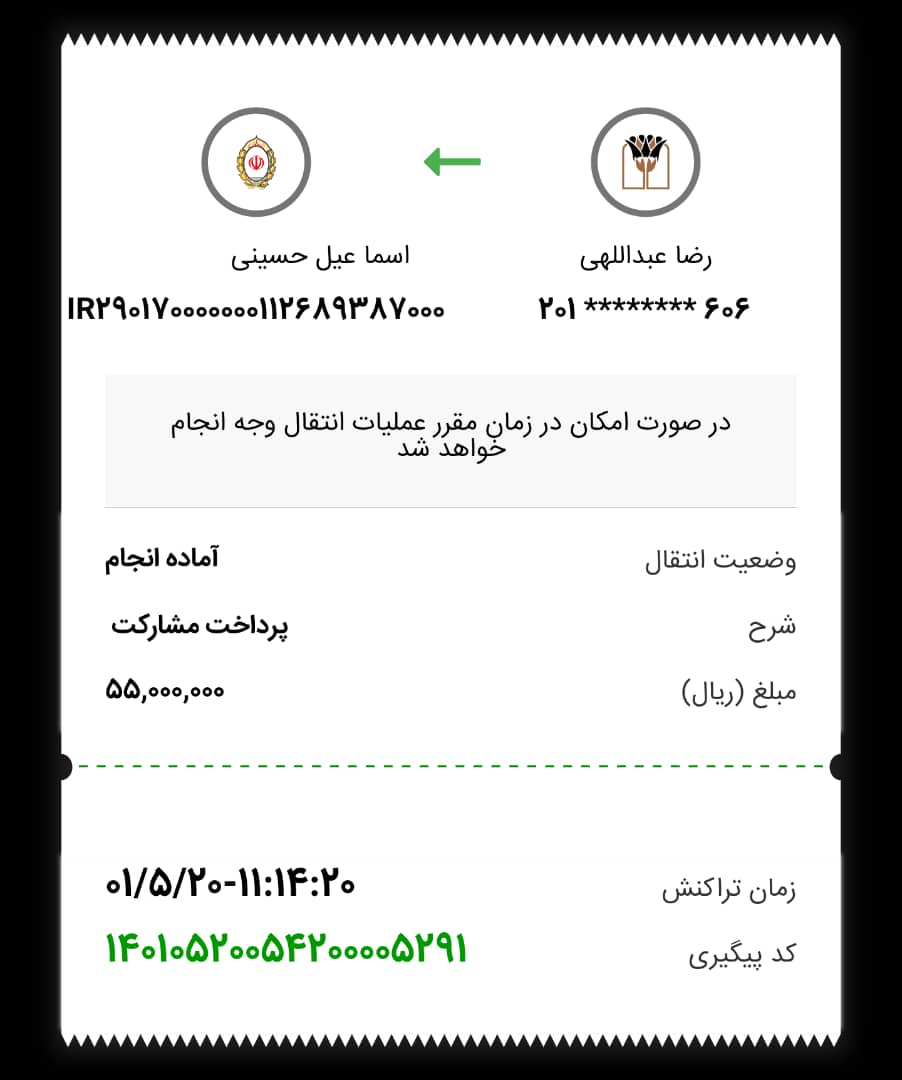 رضا عبداللهی
اسما عیل حسینی
۲۰۱ ******** ۶۰۶
IR۲۹۰۱۷۰۰۰۰۰۰۰۱۱۲۶۸۹۳۸۷۰۰۰
در صورت امکان در زمان مقرر عملیات انتقال وجه انجام
خواهد شد
وضعیت انتقال آماده انجام
شرح پرداخت مشارکت
مبلغ (ریال) ۵۵,۰۰۰,۰۰۰
زمان تراکنش ۰۱/۵/۲۰-۱۱:۱۴:۲۰
کد پیگیری ۱۴۰۱۰۵۲۰۰۵۴۲۰۰۰۰۵۲۹۱